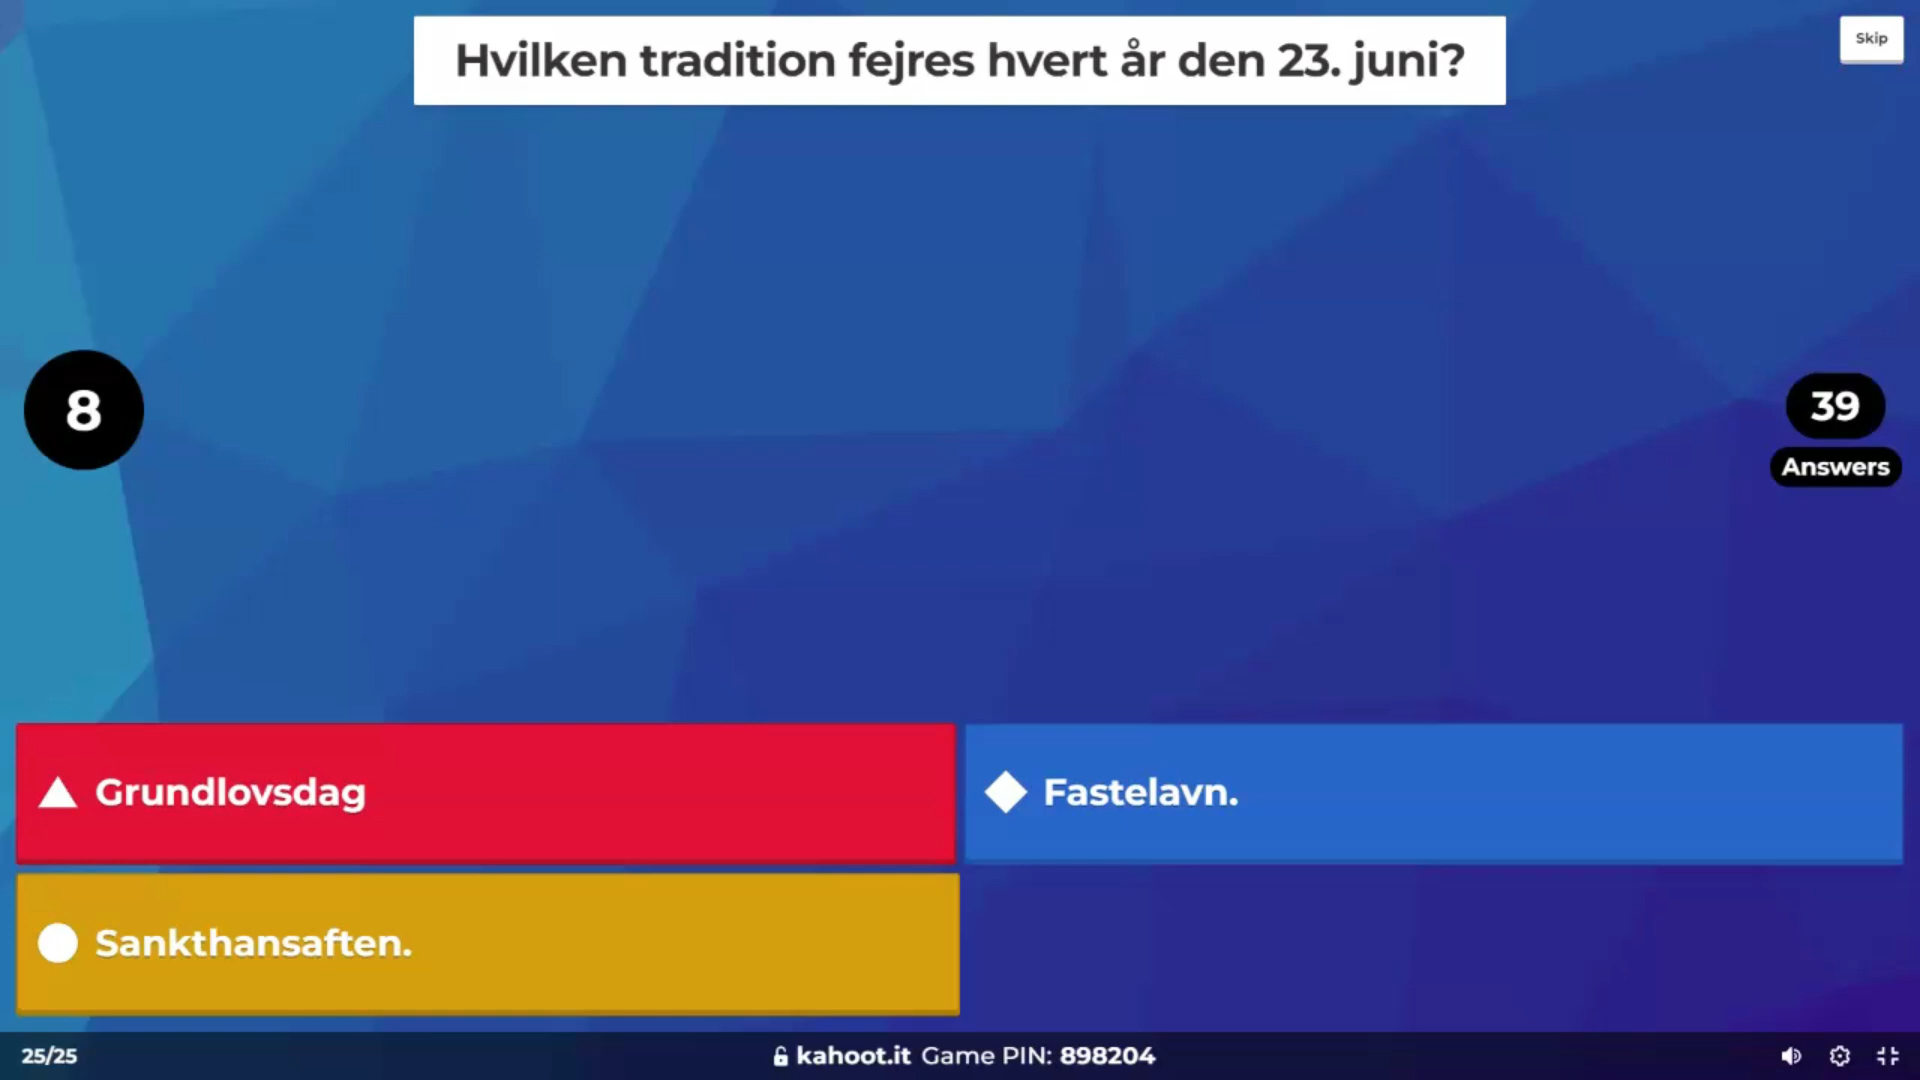 Hvilken tradition fejres hvert år den 23. juni?
Skip
8
39
Answers
Grundlovsdag
Fastelavn.
Sankthansaften.
25/25
kahoot.it Game PIN: 898204